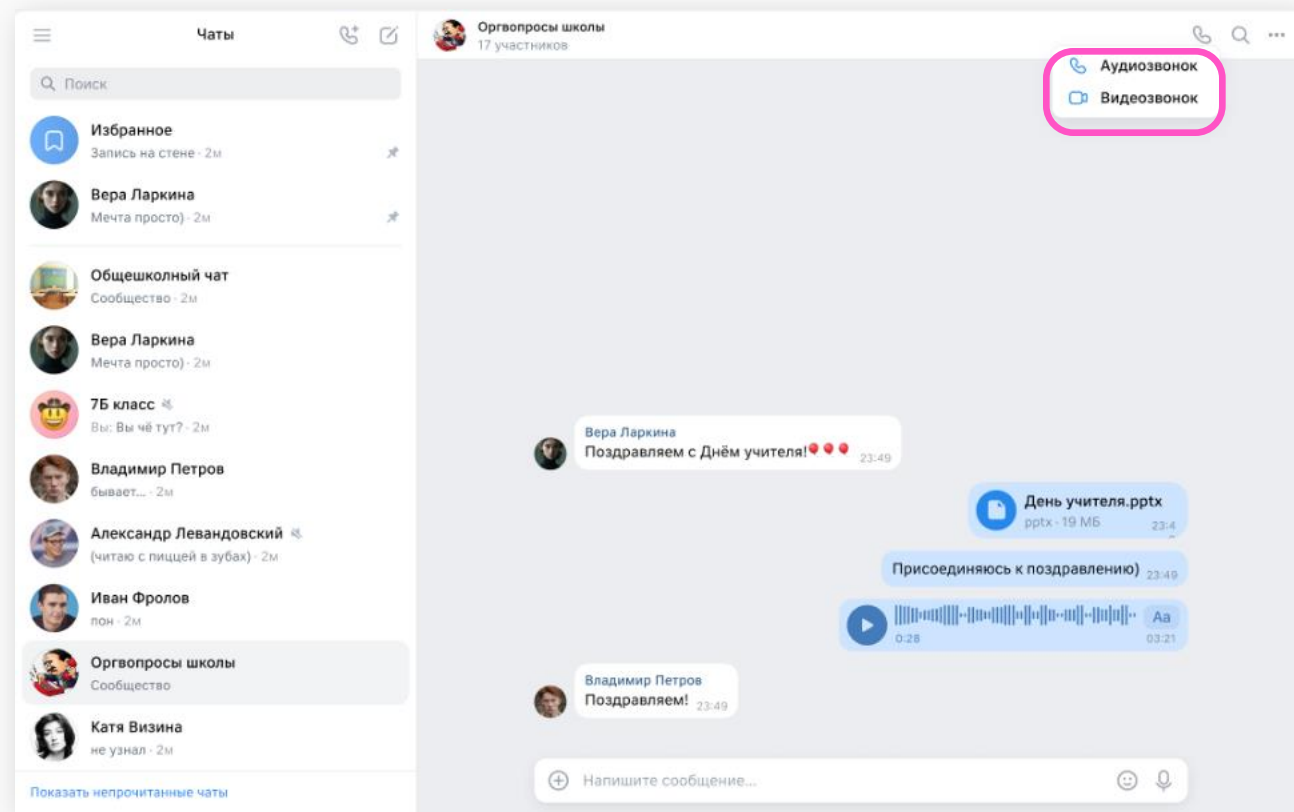 Чаты
Поиск
Избранное
Запись на стене · 2м
Вера Ларкина
Мечта просто) · 2м
Общешколный чат
Сообщество · 2м
Вера Ларкина
Мечта просто) · 2м
7Б класс
Вы: Вы чё тут? · 2м
Владимир Петров
бывает... · 2м
Александр Левандовский
(читаю с пиццей в зубах) · 2м
Иван Фролов
пон · 2м
Оргвопросы школы
Сообщество
Катя Визина
не узнал · 2м
Показать непрочитанные чаты
Оргвопросы школы
17 участников
Аудиозвонок
Видеозвонок
Вера Ларкина
Поздравляем с Днём учителя! 23:49
День учителя.pptx
pptx · 19 МБ 23:4
Присоединяюсь к поздравлению) 23:49
Aa
0:28 03:21
Владимир Петров
Поздравляем! 23:49
Напишите сообщение...